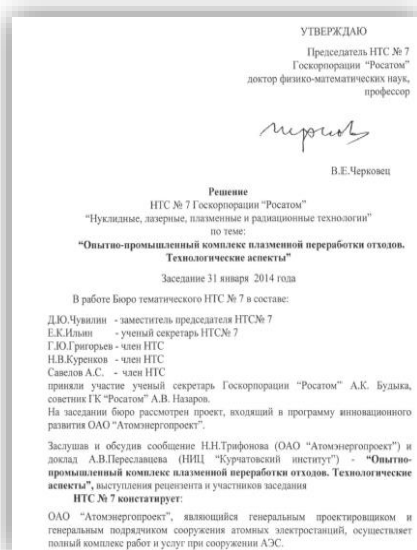 УТВЕРЖДАЮ
Председатель НТС № 7
Госкорпорации “Росатом”
доктор физико-математических наук,
профессор
В.Е.Черковец
Решение
НТС № 7 Госкорпорации “Росатом”
“Нуклидные, лазерные, плазменные и радиационные технологии”
по теме:
“Опытно-промышленный комплекс плазменной переработки отходов.
Технологические аспекты”
Заседание 31 января 2014 года
В работе Бюро тематического НТС № 7 в составе:
Д.Ю.Чувилин - заместитель председателя НТС№ 7
Е.К.Ильин - ученый секретарь НТС№ 7
Г.Ю.Григорьев - член НТС
Н.В.Куренков - член НТС
Савелов А.С. - член НТС
приняли участие ученый секретарь Госкорпорации “Росатом” А.К. Будыка,
советник ГК “Росатом” А.В. Назаров.
На заседании бюро рассмотрен проект, входящий в программу инновационного
развития ОАО “Атомэнергопроект”.
Заслушав и обсудив сообщение Н.Н.Трифонова (ОАО “Атомэнергопроект”) и
доклад А.В.Переславцева (НИЦ “Курчатовский институт”) - “Опытно-
промышленный комплекс плазменной переработки отходов. Технологические
аспекты”, выступления рецензента и участников заседания
НТС № 7 констатирует:
ОАО “Атомэнергопроект”, являющийся генеральным проектировщиком и
генеральным подрядчиком сооружения атомных электростанций, осуществляет
полный комплекс работ и услуг при сооружении АЭС.